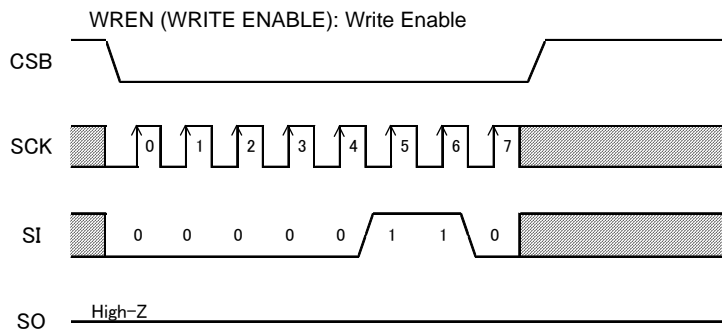 WREN (WRITE ENABLE): Write Enable
CSB
SCK 0 1 2 3 4 5 6 7
SI 0 0 0 0 0 1 1 0
High-Z
SO